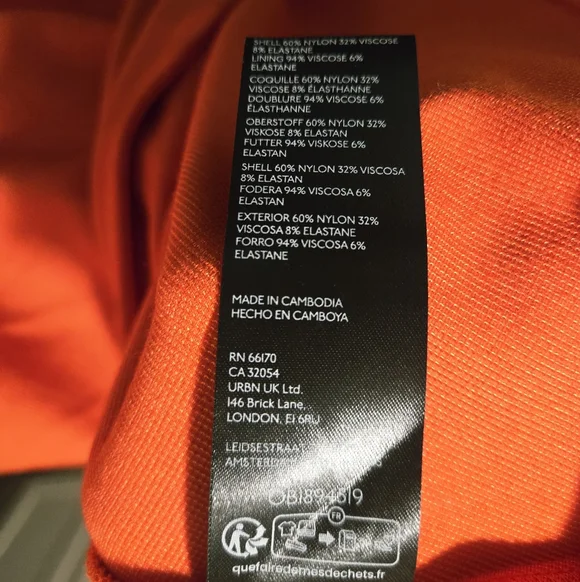 SHELL 60% NYLON 32% VISCOSE
8% ELASTANE
LINING 94% VISCOSE 6%
ELASTANE
COQUILLE 60% NYLON 32%
VISCOSE 8% ÉLASTHANNE
DOUBLURE 94% VISCOSE 6%
ÉLASTHANNE
OBERSTOFF 60% NYLON 32%
VISKOSE 8% ELASTAN
FUTTER 94% VISKOSE 6%
ELASTAN
SHELL 60% NYLON 32% VISCOSA
8% ELASTAN
FODERA 94% VISCOSA 6%
ELASTAN
EXTERIOR 60% NYLON 32%
VISCOSA 8% ELASTANE
FORRO 94% VISCOSA 6%
ELASTANE
MADE IN CAMBODIA
HECHO EN CAMBOYA
RN 66170
CA 32054
URBN UK Ltd.
146 Brick Lane,
LONDON, E1 6RU
FR
quefairedemesdechets.fr